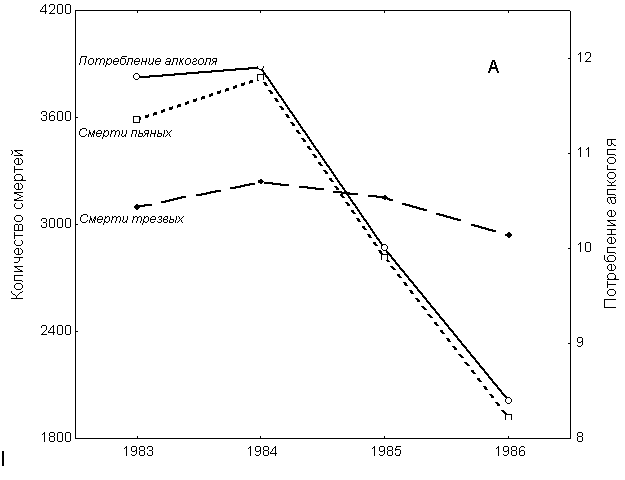 4200
3600
3000
2400
1800
Количество смертей
Потребление алкоголя
Смерти пьяных
Смерти трезвых
A
12
11
10
9
8
Потребление алкоголя
1983
1984
1985
1986